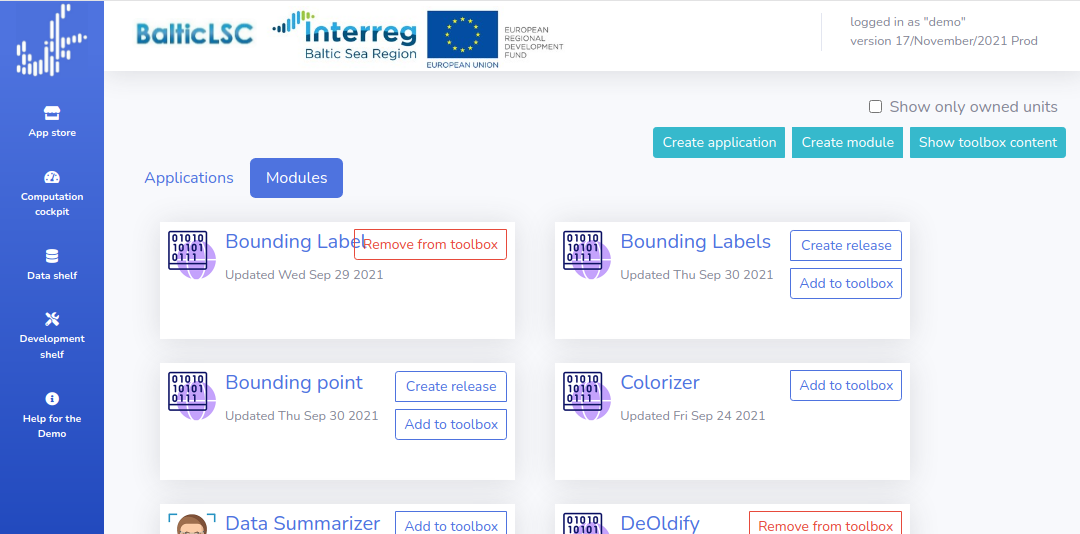 BalticLSC
Interreg
Baltic Sea Region
EUROPEAN UNION
EUROPEAN
REGIONAL
DEVELOPMENT
FUND
logged in as "demo"
version 17/November/2021 Prod
App store
Computation
cockpit
Data shelf
Development
shelf
Help for the
Demo
Show only owned units
Create application
Create module
Show toolbox content
Applications
Modules
01010
10101
0111
Bounding Label
Remove from toolbox
Updated Wed Sep 29 2021
01010
10101
0111
Bounding Labels
Create release
Updated Thu Sep 30 2021
Add to toolbox
01010
10101
0111
Bounding point
Create release
Updated Thu Sep 30 2021
Add to toolbox
01010
10101
0111
Colorizer
Add to toolbox
Updated Fri Sep 24 2021
Data Summarizer
Add to toolbox
01010
10101
DeOldify
Remove from toolbox